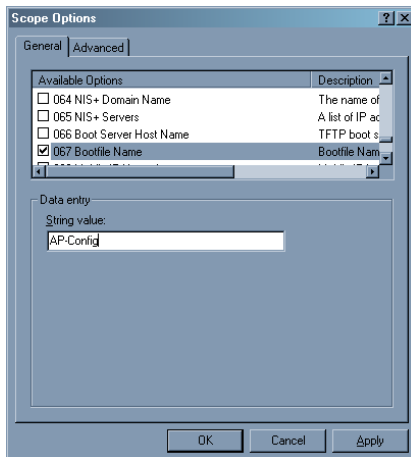 Scope Options
General Advanced
Available Options Description
064 NIS+ Domain Name The name of
065 NIS+ Servers A list of IP ad
066 Boot Server Host Name TFTP boot s
067 Bootfile Name Bootfile Nam
Data entry
String value:
AP-Config
OK Cancel Apply